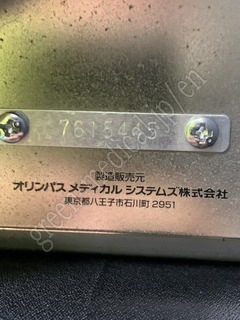 7615445
製造販売元
オリンパス メディカル システムズ株式会社
東京都八王子市石川町 2951